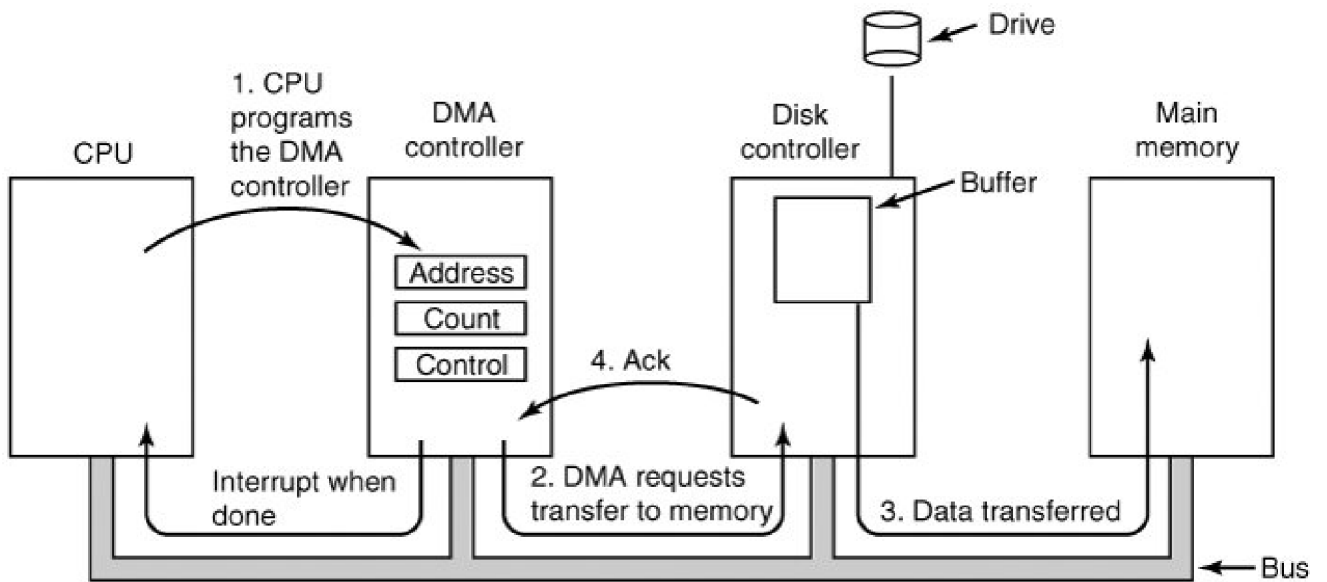 Drive
1. CPU
programs
the DMA
controller
CPU
DMA
controller
Disk
controller
Main
memory
Buffer
Address
Count
Control
4. Ack
Interrupt when
done
2. DMA requests
transfer to memory
3. Data transferred
Bus